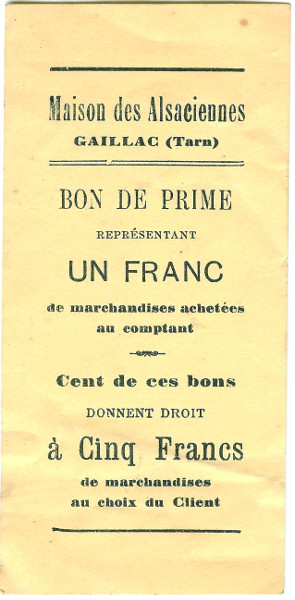 Maison des Alsaciennes
GAILLAC (Tarn)
BON DE PRIME
REPRÉSENTANT
UN FRANC
de marchandises achetées
au comptant
Cent de ces bons
DONNENT DROIT
à Cinq Francs
de marchandises
au choix du Client